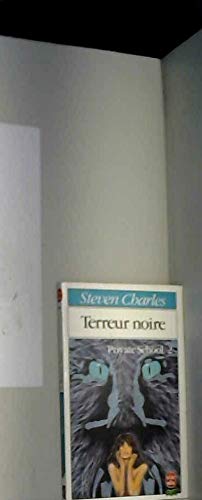 Steven Charles
Terreur noire
Private School 2